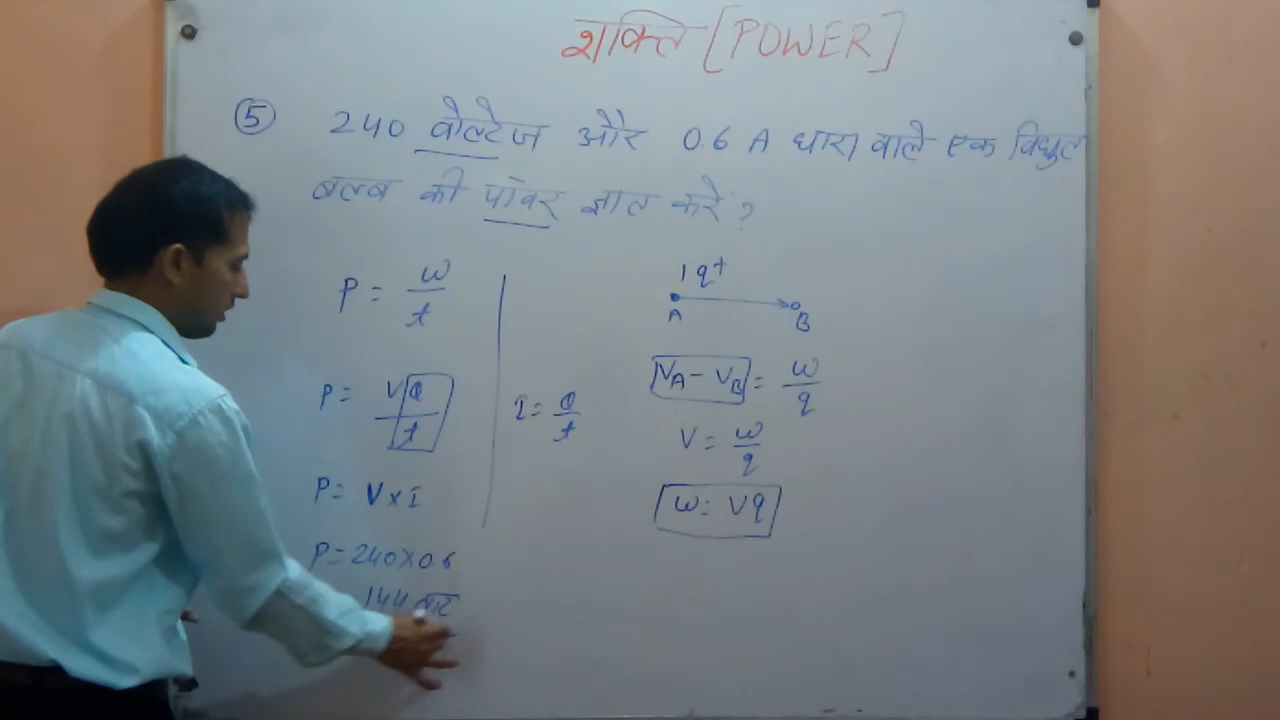 शक्ति [POWER]
⑤ 240 वोल्टेज और 0.6 A धारा वाले एक विधुत
बल्ब की पॉवर ज्ञात करें ?
P = w/t
P = VQ/t
I = Q/t
P = V × I
P = 240 × 0.6
144 वाट
1q+
A B
VA - VB = w/q
V = w/q
w = Vq